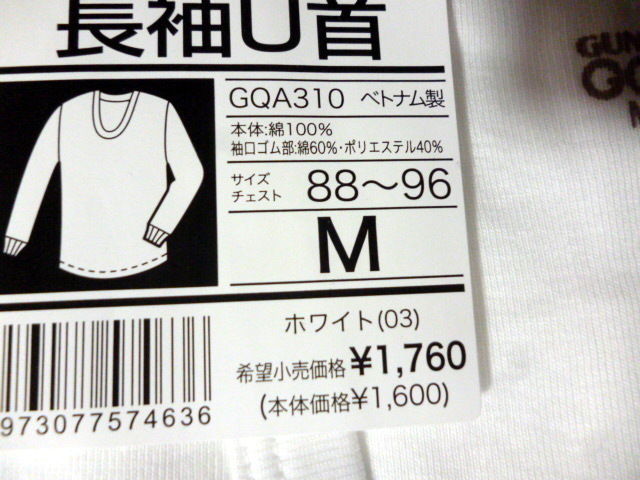 長袖U首
GQA310 ベトナム製
本体:綿100%
袖口ゴム部:綿60%・ポリエステル40%
サイズ
チェスト
88〜96
M
ホワイト(03)
希望小売価格 ¥1,760
(本体価格¥1,600)
973077574636
GUN